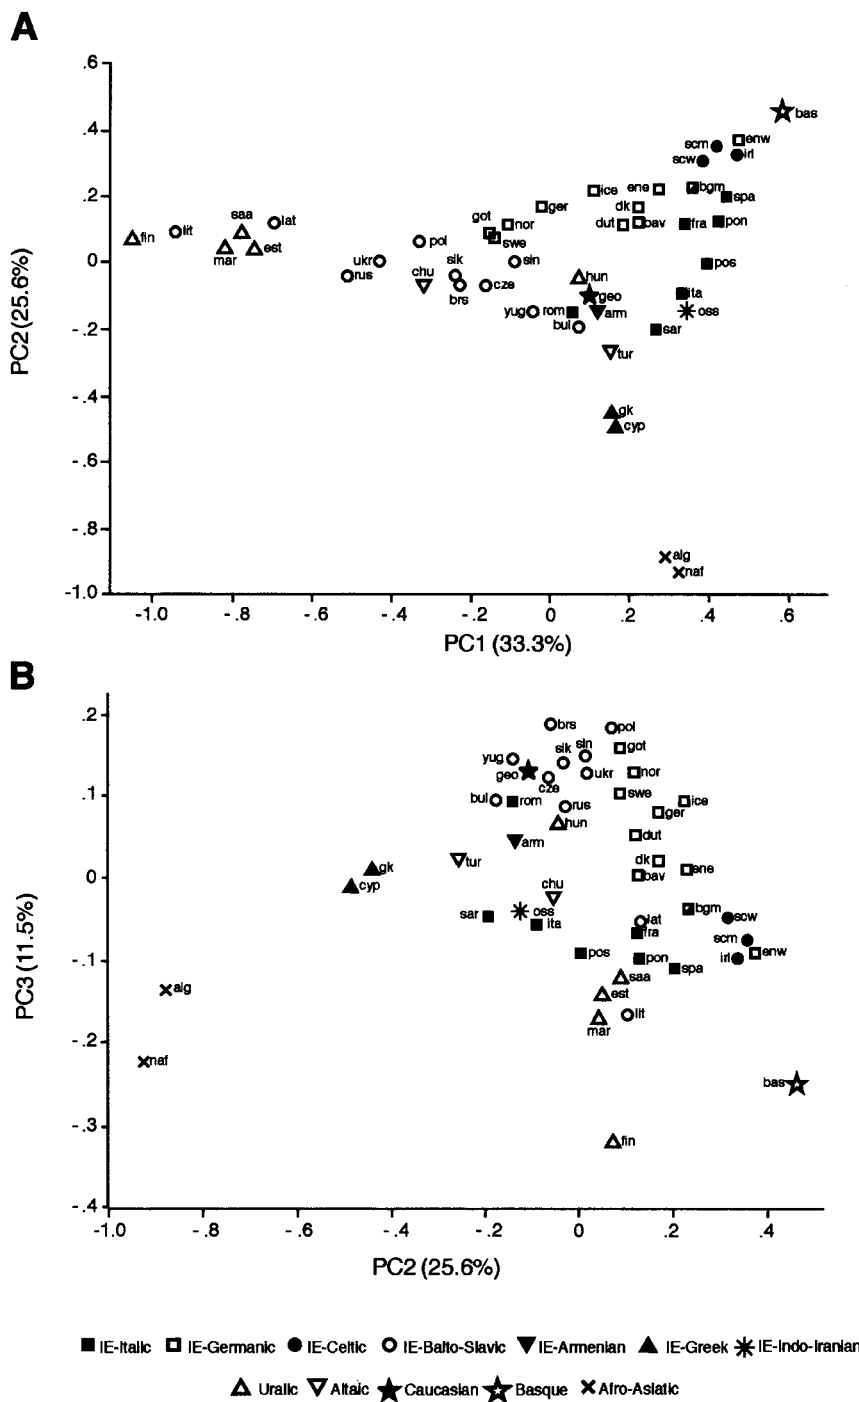 A
.6
bas
enw
scm
.4
irl
scw
ene
bgm
ice
spa
.2
saa
lat
ger
dk
got
nor
dut
bav
fra
pon
fin
lit
est
swe
pol
mar
ukr
sin
pos
0
rus
chu
slk
hun
brs
cze
geo
ita
yug
rom
arm
oss
bul
sar
-.2
tur
-.4
gk
cyp
-.6
-.8
alg
naf
-1.0
PC2 (25.6%)
-1.0 -.8 -.6 -.4 -.2 0 .2 .4 .6
PC1 (33.3%)
B
.2
brs
pol
yug
slk
sin
got
geo
cze
ukr
nor
swe
ice
.1
bul
rom
rus
ger
hun
dut
arm
tur
dk
gk
bav
ene
0
cyp
chu
sar
oss
bgm
ita
lat
scw
fra
scm
pos
pon
irl
enw
-.1
spa
saa
alg
est
mar
lit
-.2
naf
bas
-.3
fin
-.4
PC3 (11.5%)
-1.0 -.8 -.6 -.4 -.2 0 .2 .4
PC2 (25.6%)
IE-Italic IE-Germanic IE-Celtic IE-Balto-Slavic IE-Armenian IE-Greek IE-Indo-Iranian
Uralic Altaic Caucasian Basque Afro-Asiatic